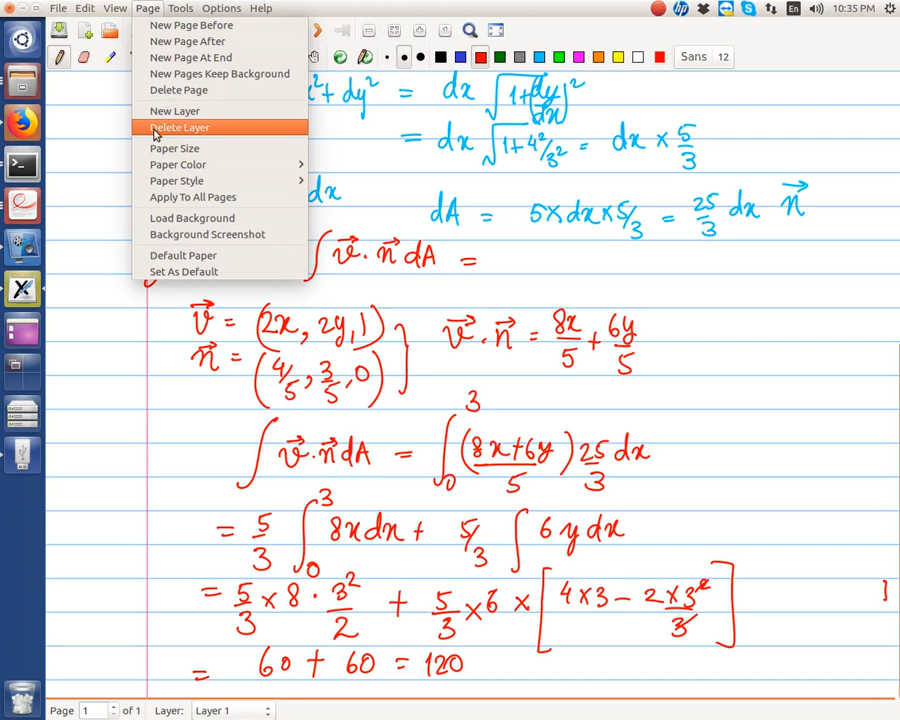 File Edit View Page Tools Options Help En 10:35 PM
New Page Before
New Page After
New Page At End
New Pages Keep Background
Delete Page
New Layer
Delete Layer
Paper Size
Paper Color
Paper Style
Apply To All Pages
Load Background
Background Screenshot
Default Paper
Set As Default
Sans 12
x²+dy² = dx √(1+(dy/dx)²)
= dx √(1+4²/3²) = dx × 5/3
dx
dA = 5×dx×5/3 = 25/3 dx n⃗
∫ v⃗·n⃗ dA =
v⃗ = (2x, 2y, 1)
n⃗ = (4/5, 3/5, 0)
v⃗·n⃗ = 8x/5 + 6y/5
∫ v⃗·n⃗ dA = ∫₀³ (8x+6y)/5 25/3 dx
= 5/3 ∫₀³ 8x dx + 5/3 ∫ 6y dx
= 5/3 × 8 · 3²/2 + 5/3 × 6 × [4×3 − 2×3²/3]
= 60 + 60 = 120
Page 1 of 1 Layer: Layer 1